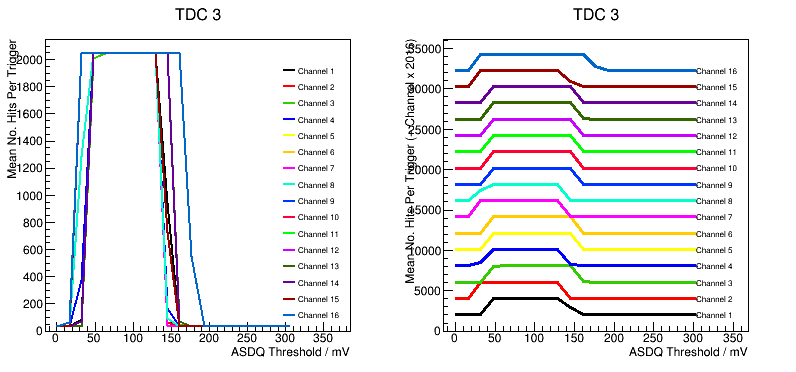 TDC 3
Mean No. Hits Per Trigger
2000
1800
1600
1400
1200
1000
800
600
400
200
0
Channel 1
Channel 2
Channel 3
Channel 4
Channel 5
Channel 6
Channel 7
Channel 8
Channel 9
Channel 10
Channel 11
Channel 12
Channel 13
Channel 14
Channel 15
Channel 16
0 50 100 150 200 250 300 350
ASDQ Threshold / mV
TDC 3
Mean No. Hits Per Trigger (+ Channel x 2016)
35000
30000
25000
20000
15000
10000
5000
0
Channel 16
Channel 15
Channel 14
Channel 13
Channel 12
Channel 11
Channel 10
Channel 9
Channel 8
Channel 7
Channel 6
Channel 5
Channel 4
Channel 3
Channel 2
Channel 1
0 50 100 150 200 250 300 350
ASDQ Threshold / mV